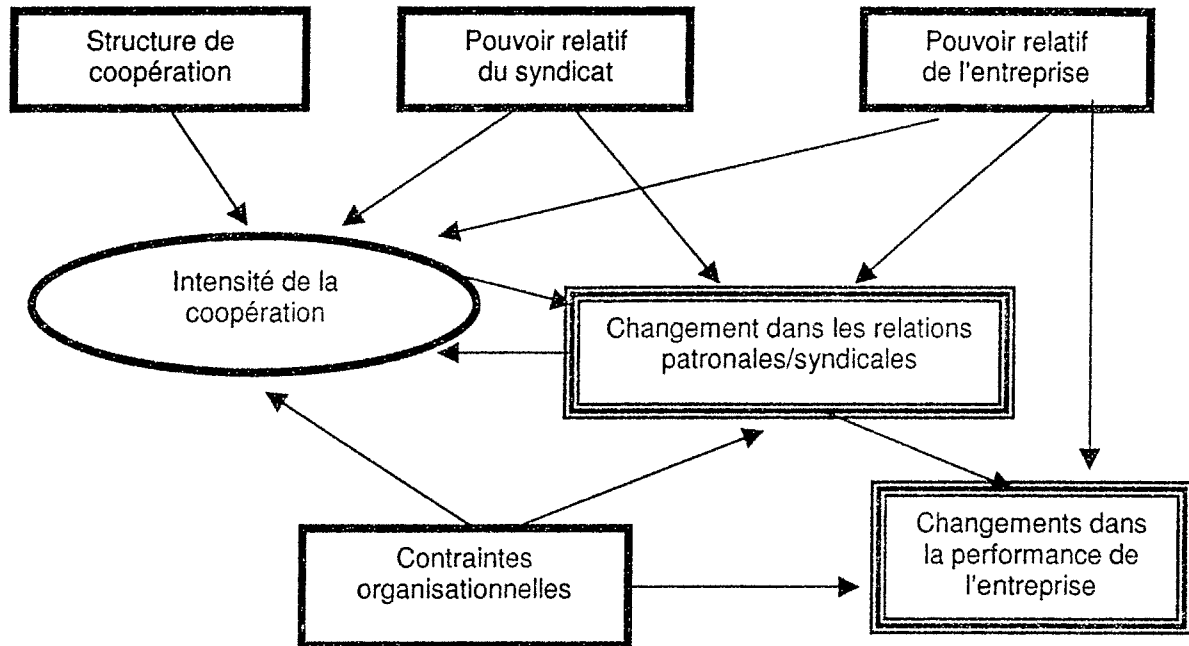 Structure de
coopération
Pouvoir relatif
du syndicat
Pouvoir relatif
de l'entreprise
Intensité de la
coopération
Changement dans les relations
patronales/syndicales
Contraintes
organisationnelles
Changements dans
la performance de
l'entreprise